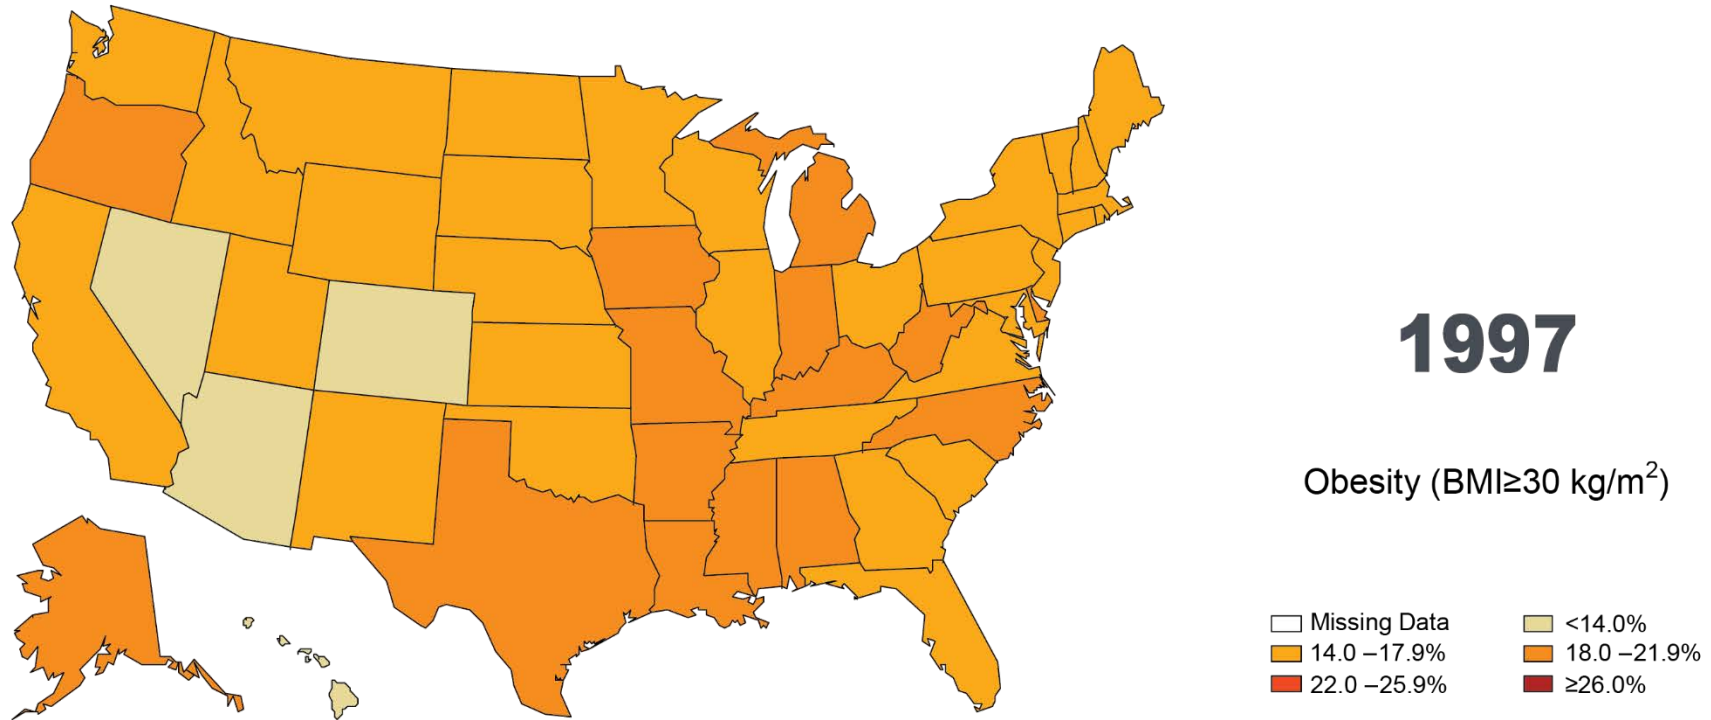 1997
Obesity (BMI≥30 kg/m²)
Missing Data <14.0%
14.0 –17.9% 18.0 –21.9%
22.0 –25.9% ≥26.0%